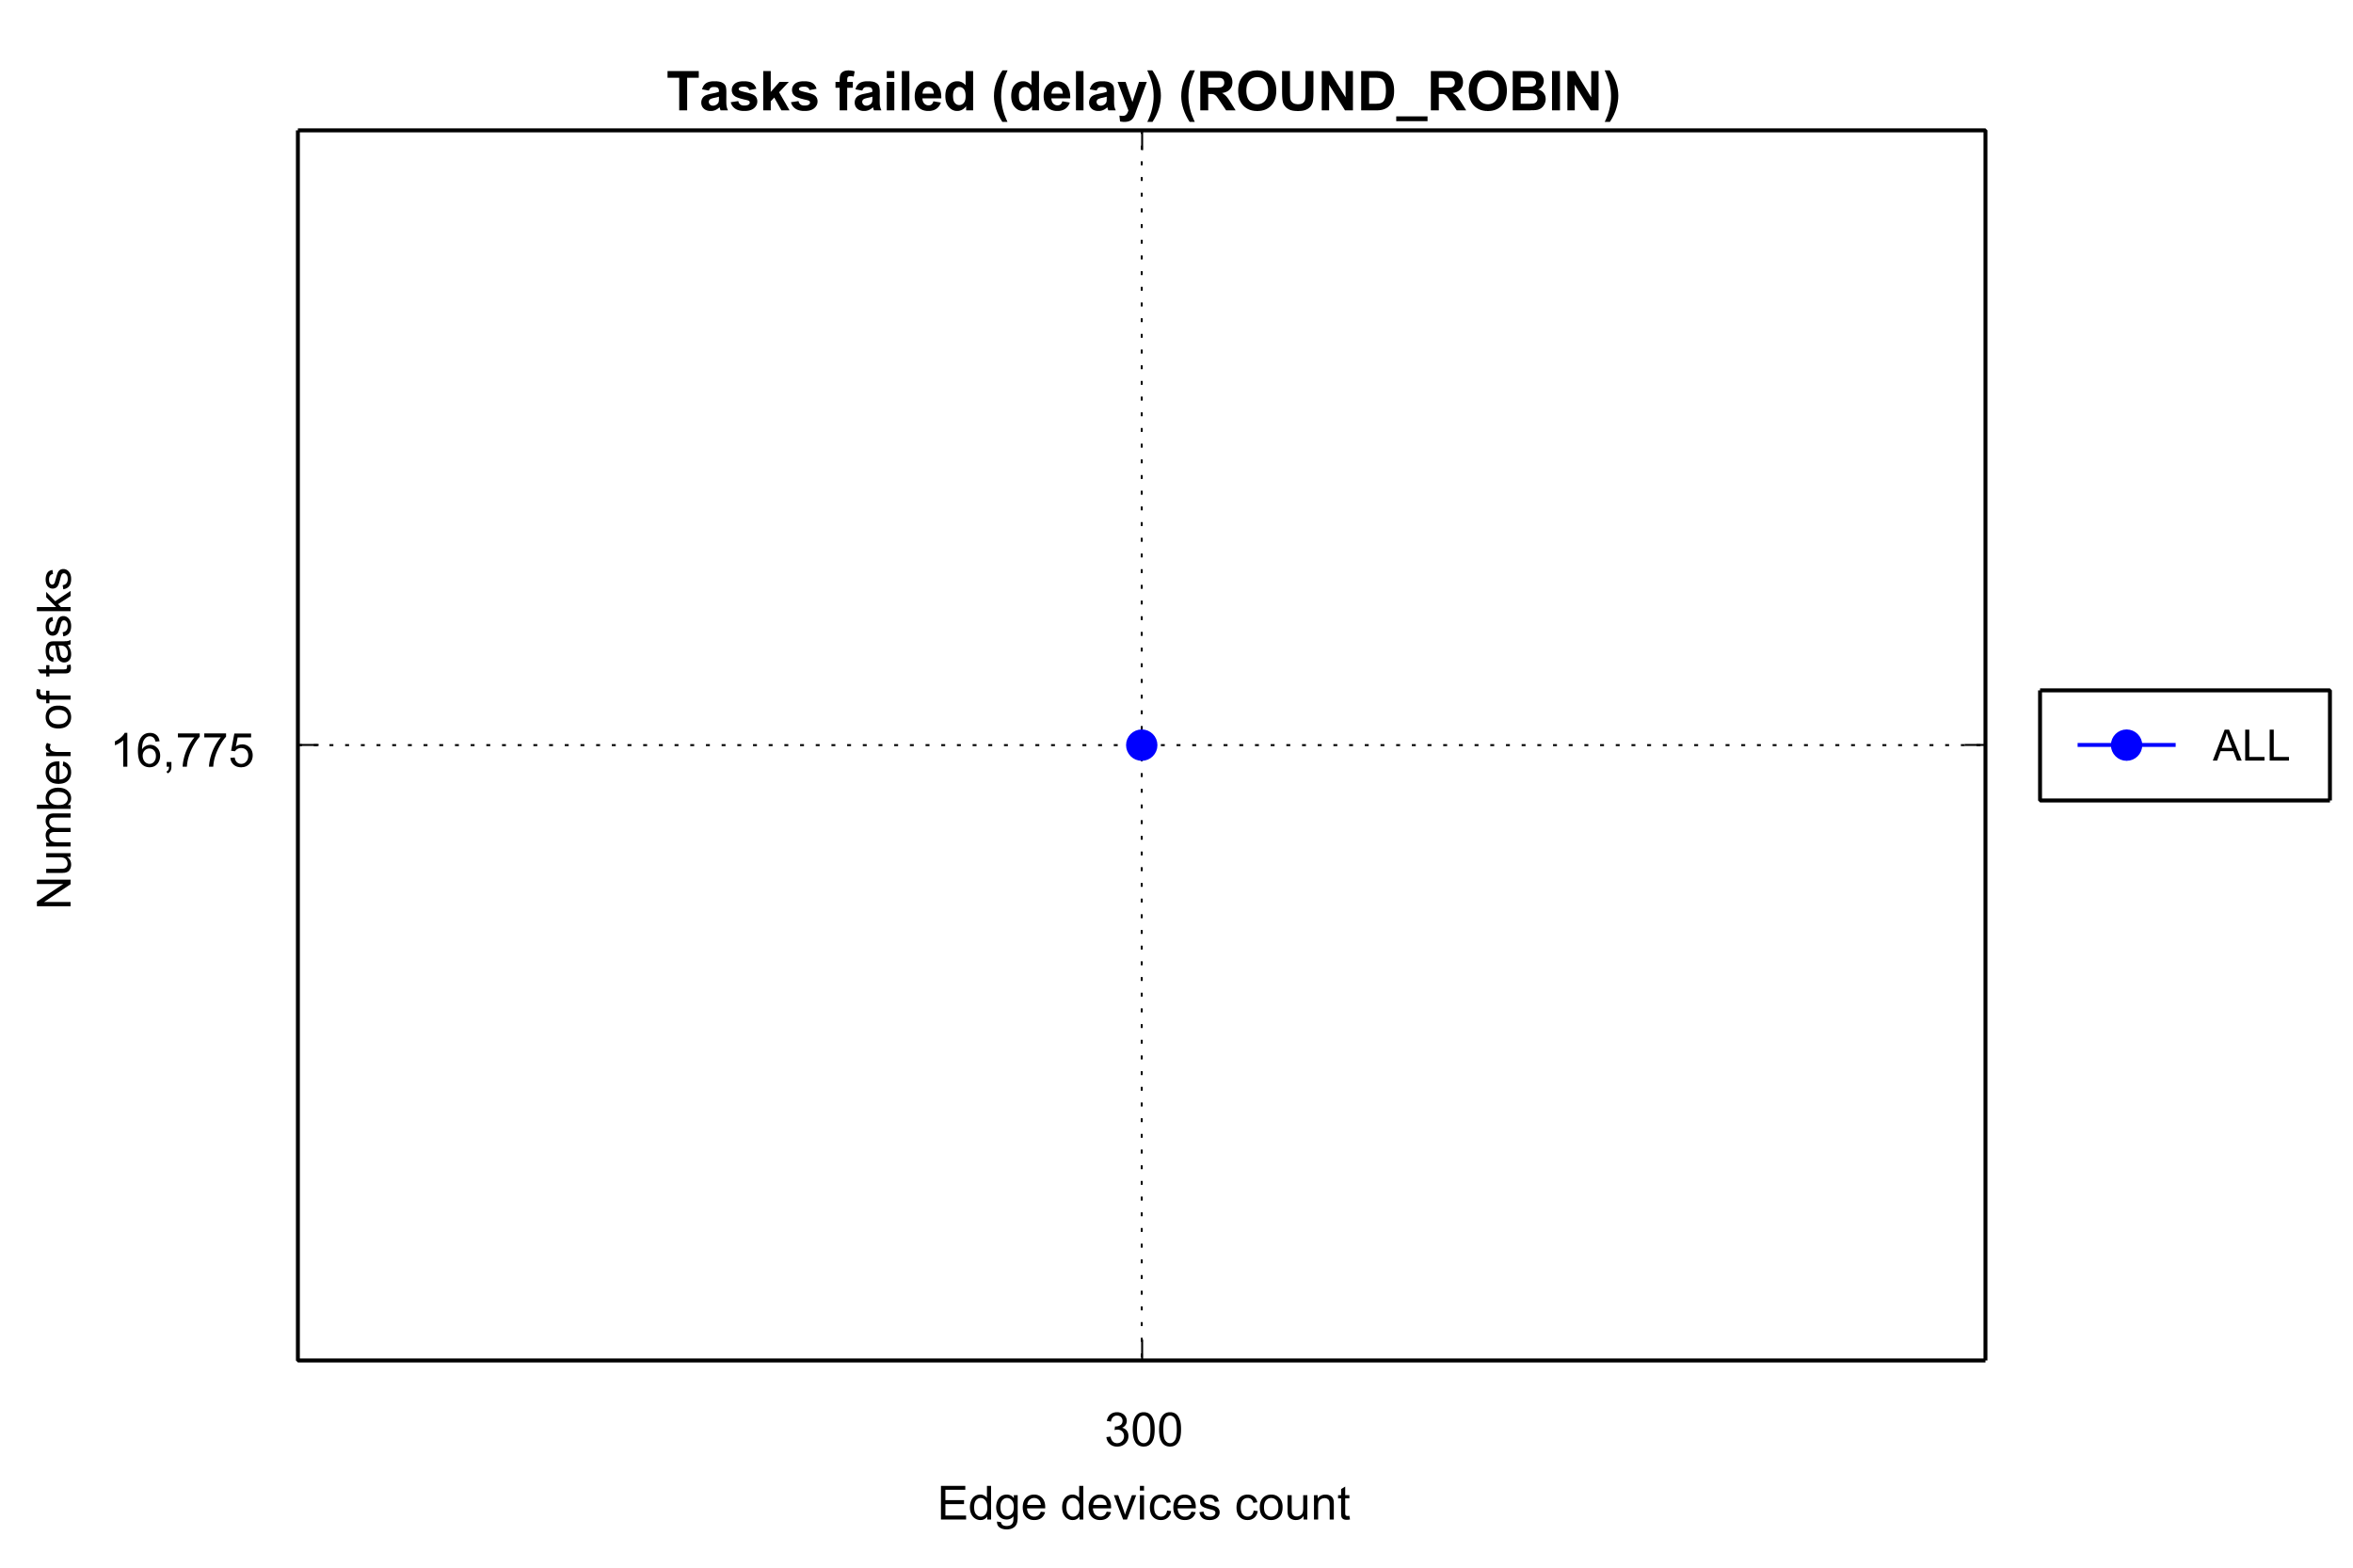 Tasks failed (delay) (ROUND_ROBIN)
Number of tasks
16,775
ALL
300
Edge devices count